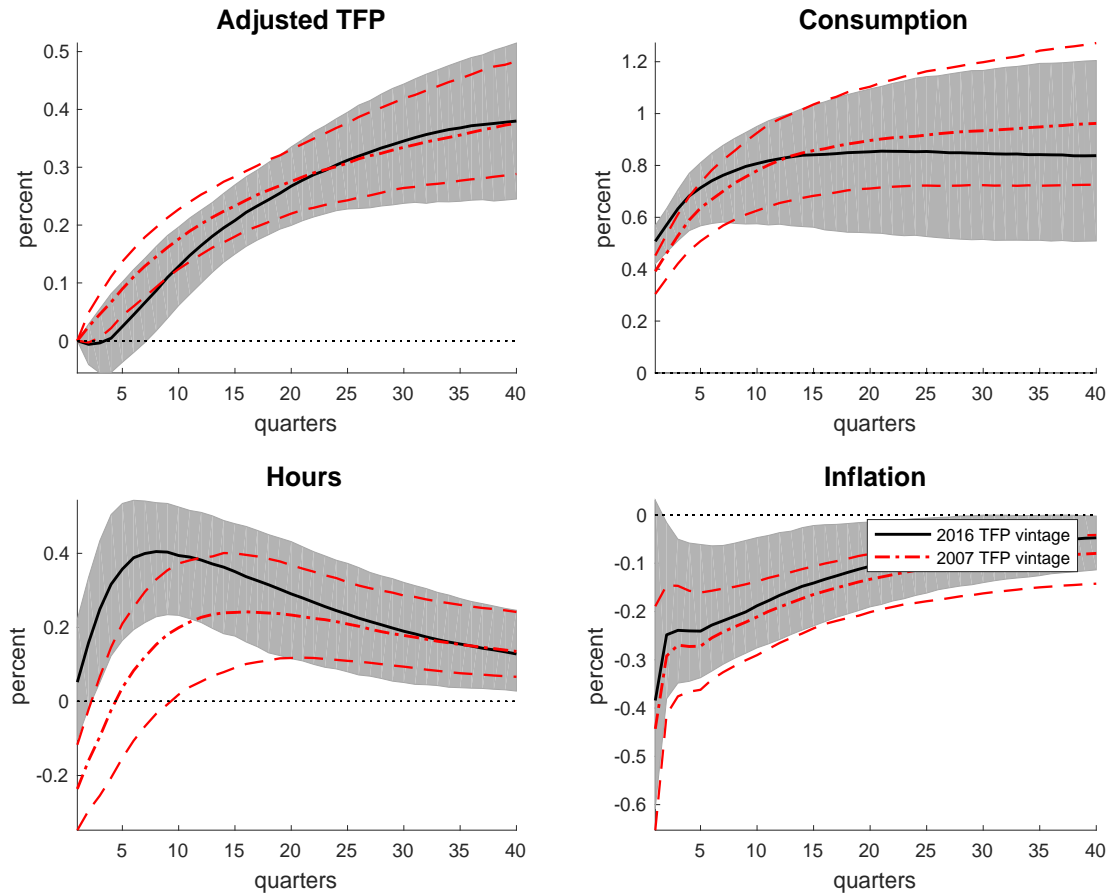 Adjusted TFP
percent
0.5
0.4
0.3
0.2
0.1
0
5 10 15 20 25 30 35 40
quarters
Consumption
percent
1.2
1
0.8
0.6
0.4
0.2
0
5 10 15 20 25 30 35 40
quarters
Hours
percent
0.4
0.2
0
-0.2
5 10 15 20 25 30 35 40
quarters
Inflation
percent
0
-0.1
-0.2
-0.3
-0.4
-0.5
-0.6
2016 TFP vintage
2007 TFP vintage
5 10 15 20 25 30 35 40
quarters